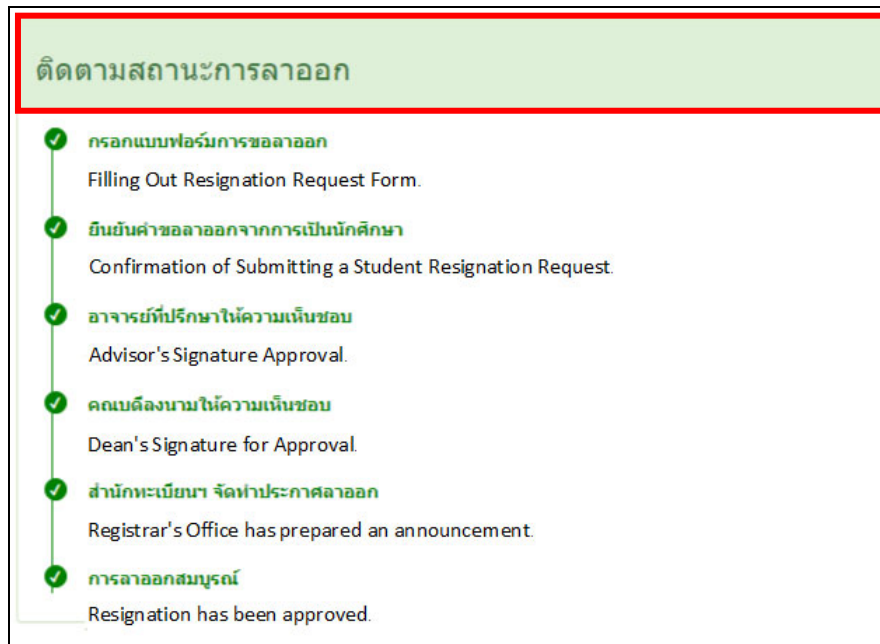 ติดตามสถานะการลาออก
กรอกแบบฟอร์มการขอลาออก
Filling Out Resignation Request Form.
ยืนยันคำขอลาออกจากการเป็นนักศึกษา
Confirmation of Submitting a Student Resignation Request.
อาจารย์ที่ปรึกษาให้ความเห็นชอบ
Advisor's Signature Approval.
คณบดีลงนามให้ความเห็นชอบ
Dean's Signature for Approval.
สำนักทะเบียนฯ จัดทำประกาศลาออก
Registrar's Office has prepared an announcement.
การลาออกสมบูรณ์
Resignation has been approved.